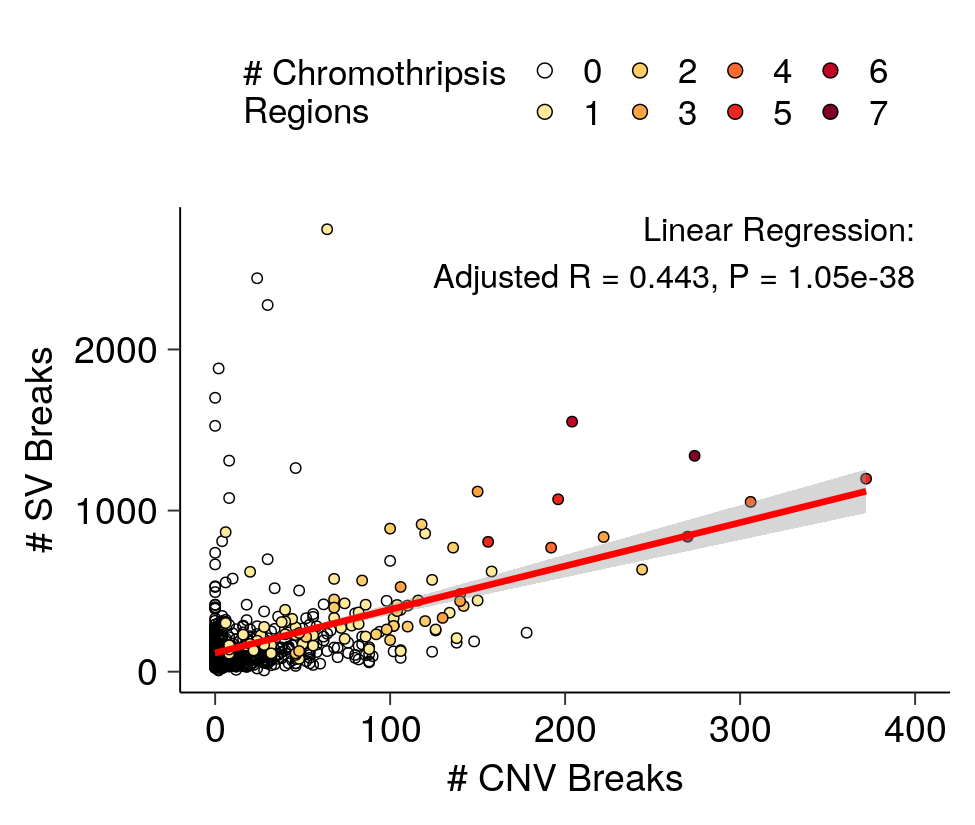 # Chromothripsis
Regions
0 2 4 6
1 3 5 7
Linear Regression:
Adjusted R = 0.443, P = 1.05e-38
# SV Breaks
2000
1000
0
0 100 200 300 400
# CNV Breaks